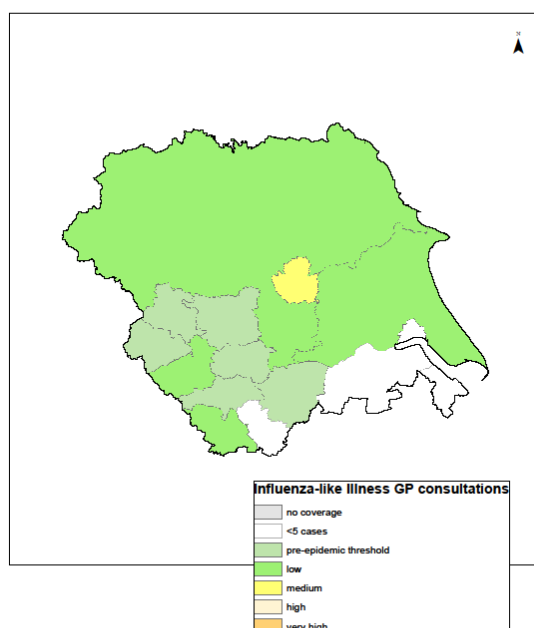 N
Influenza-like Illness GP consultations
no coverage
<5 cases
pre-epidemic threshold
low
medium
high
very high